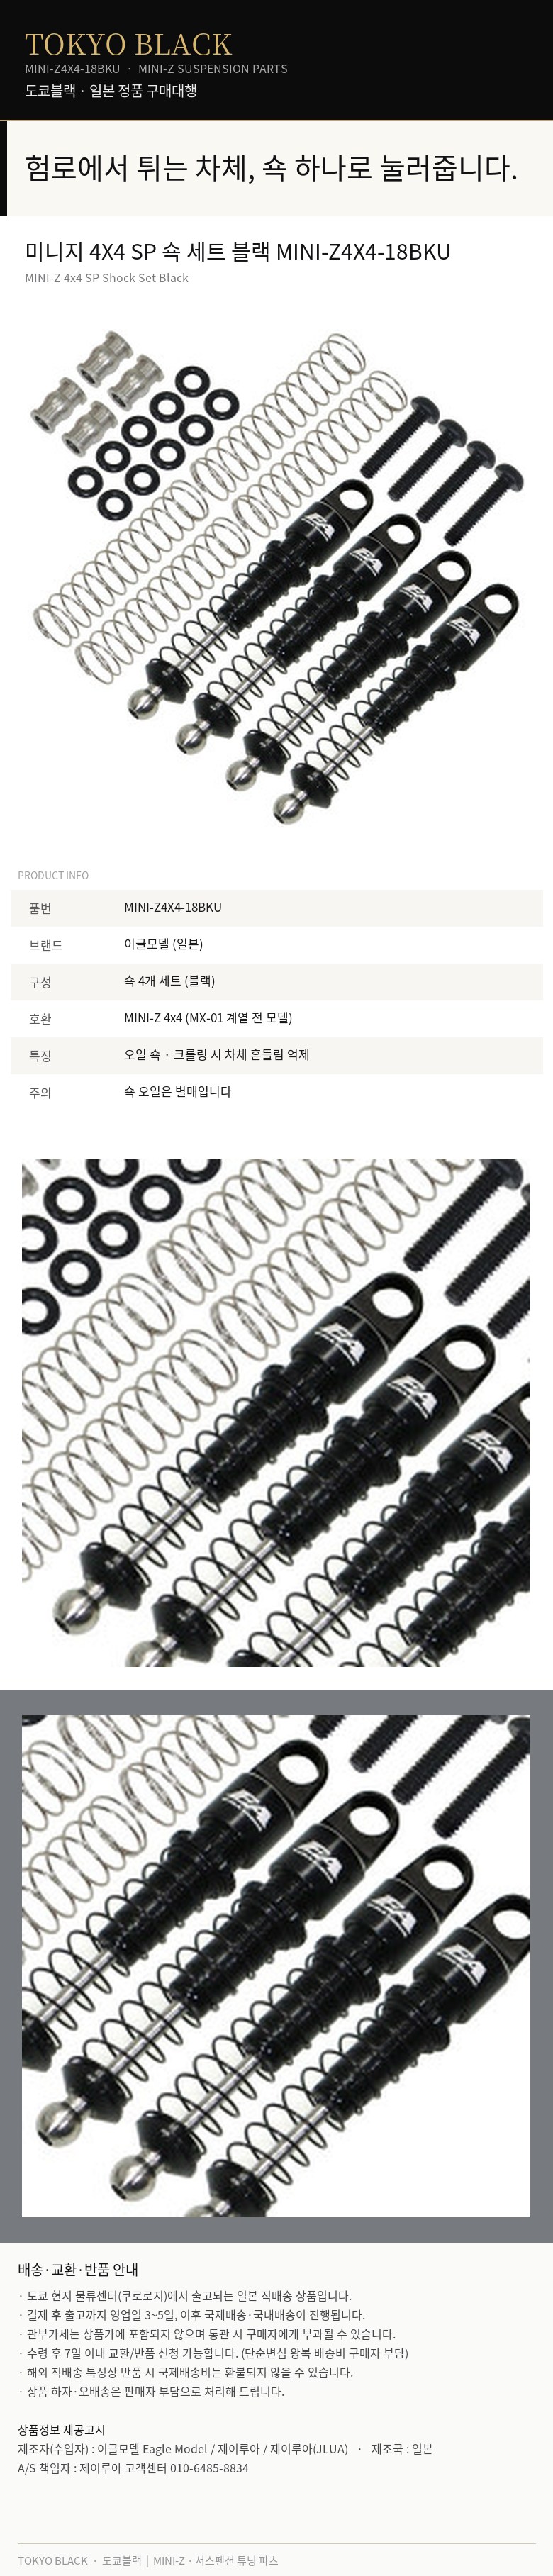 TOKYO BLACK
MINI-Z4X4-18BKU · MINI-Z SUSPENSION PARTS
도쿄블랙 · 일본 정품 구매대행
험로에서 튀는 차체, 쇽 하나로 눌러줍니다.
미니지 4X4 SP 쇽 세트 블랙 MINI-Z4X4-18BKU
MINI-Z 4x4 SP Shock Set Black
PRODUCT INFO
품번 MINI-Z4X4-18BKU
브랜드 이글모델 (일본)
구성 쇽 4개 세트 (블랙)
호환 MINI-Z 4x4 (MX-01 계열 전 모델)
특징 오일 쇽 · 크롤링 시 차체 흔들림 억제
주의 쇽 오일은 별매입니다
배송·교환·반품 안내
· 도쿄 현지 물류센터(쿠로로지)에서 출고되는 일본 직배송 상품입니다.
· 결제 후 출고까지 영업일 3~5일, 이후 국제배송·국내배송이 진행됩니다.
· 관부가세는 상품가에 포함되지 않으며 통관 시 구매자에게 부과될 수 있습니다.
· 수령 후 7일 이내 교환/반품 신청 가능합니다. (단순변심 왕복 배송비 구매자 부담)
· 해외 직배송 특성상 반품 시 국제배송비는 환불되지 않을 수 있습니다.
· 상품 하자·오배송은 판매자 부담으로 처리해 드립니다.
상품정보 제공고시
제조자(수입자) : 이글모델 Eagle Model / 제이루아 / 제이루아(JLUA) · 제조국 : 일본
A/S 책임자 : 제이루아 고객센터 010-6485-8834
TOKYO BLACK · 도쿄블랙 | MINI-Z · 서스펜션 튜닝 파츠